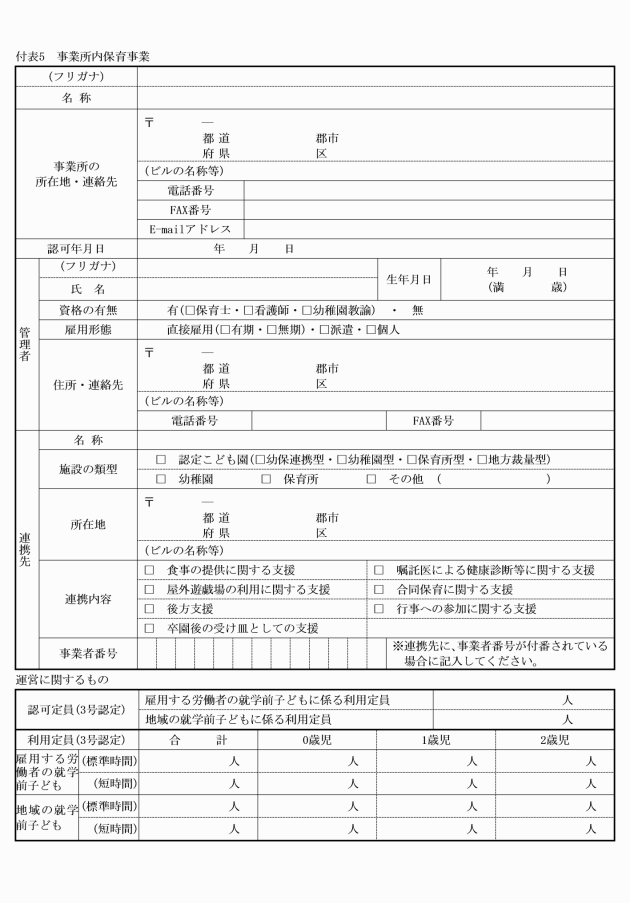 付表5　事業所内保育事業
(フリガナ)
名 称
事業所の
所在地・連絡先
〒　　　―
都 道　　　　　　郡市
府 県　　　　　　区
(ビルの名称等)
電話番号
FAX番号
E-mailアドレス
認可年月日　　　年　　月　　日
管理者
(フリガナ)
氏　名
生年月日
年　　月　　日
(満　　　　歳)
資格の有無　　有(□保育士・□看護師・□幼稚園教諭)　・　無
雇用形態　　直接雇用(□有期・□無期)・□派遣・□個人
住所・連絡先
〒　　　―
都 道　　　　　　郡市
府 県　　　　　　区
(ビルの名称等)
電話番号　　　　FAX番号
連携先
名 称
施設の類型
□　認定こども園(□幼保連携型・□幼稚園型・□保育所型・□地方裁量型)
□　幼稚園　　　□　保育所　　　□　その他　(　　　　　　　　)
所在地
〒　　　―
都 道　　　　　　郡市
府 県　　　　　　区
(ビルの名称等)
連携内容
□　食事の提供に関する支援　　□　嘱託医による健康診断等に関する支援
□　屋外遊戯場の利用に関する支援　　□　合同保育に関する支援
□　後方支援　　□　行事への参加に関する支援
□　卒園後の受け皿としての支援
事業者番号
※連携先に、事業者番号が付番されている
場合に記入してください。
運営に関するもの
認可定員(3号認定)
雇用する労働者の就学前子どもに係る利用定員　　人
地域の就学前子どもに係る利用定員　　人
利用定員(3号認定)　　合　　計　　0歳児　　1歳児　　2歳児
雇用する労
働者の就学
前子ども
(標準時間)　　人　　人　　人　　人
(短時間)　　人　　人　　人　　人
地域の就学
前子ども
(標準時間)　　人　　人　　人　　人
(短時間)　　人　　人　　人　　人